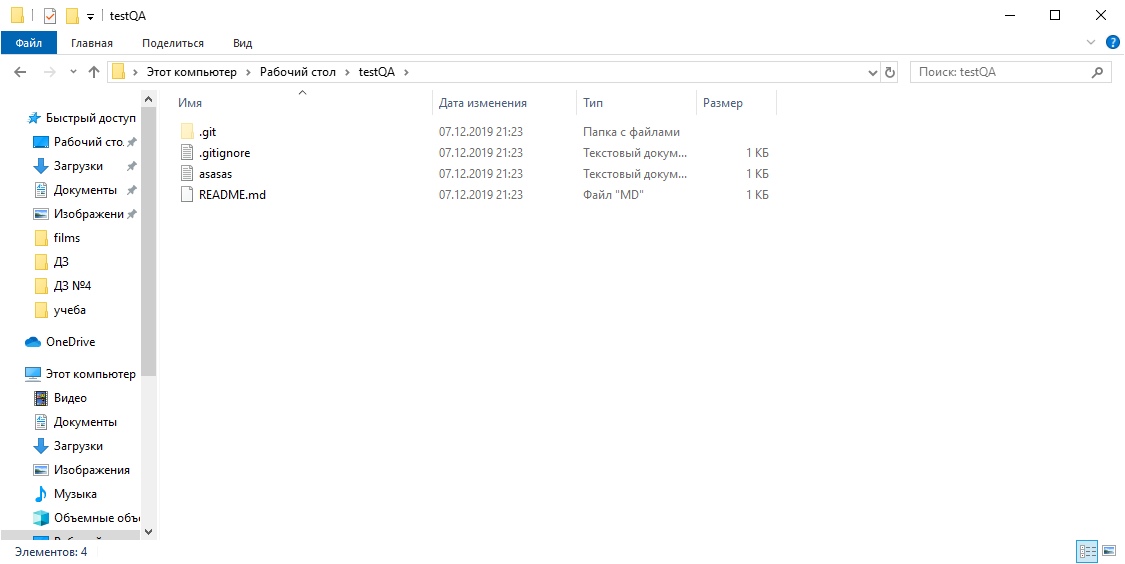 testQA
Файл Главная Поделиться Вид
Этот компьютер Рабочий стол testQA Поиск: testQA
Имя Дата изменения Тип Размер
.git 07.12.2019 21:23 Папка с файлами
.gitignore 07.12.2019 21:23 Текстовый докум... 1 КБ
asasas 07.12.2019 21:23 Текстовый докум... 1 КБ
README.md 07.12.2019 21:23 Файл "MD" 1 КБ
Быстрый доступ
Рабочий сто.
Загрузки
Документы
Изображени
films
ДЗ
ДЗ №4
учеба
OneDrive
Этот компьютер
Видео
Документы
Загрузки
Изображения
Музыка
Объемные объ
Элементов: 4